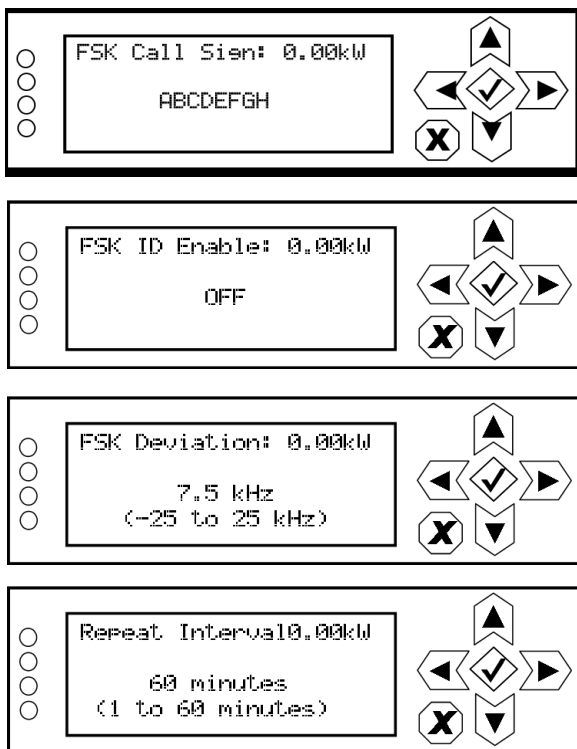 FSK Call Sign: 0.00kW
ABCDEFGH
X
FSK ID Enable: 0.00kW
OFF
X
FSK Deviation: 0.00kW
7.5 kHz
(-25 to 25 kHz)
X
Repeat Interval0.00kW
60 minutes
(1 to 60 minutes)
X